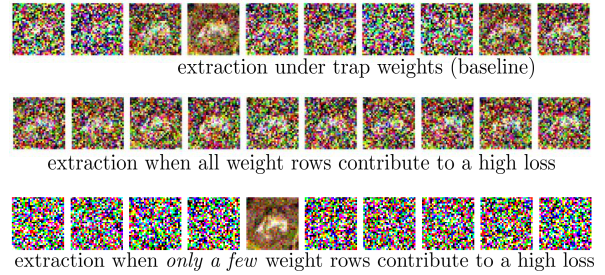 extraction under trap weights (baseline)
extraction when all weight rows contribute to a high loss
extraction when only a few weight rows contribute to a high loss